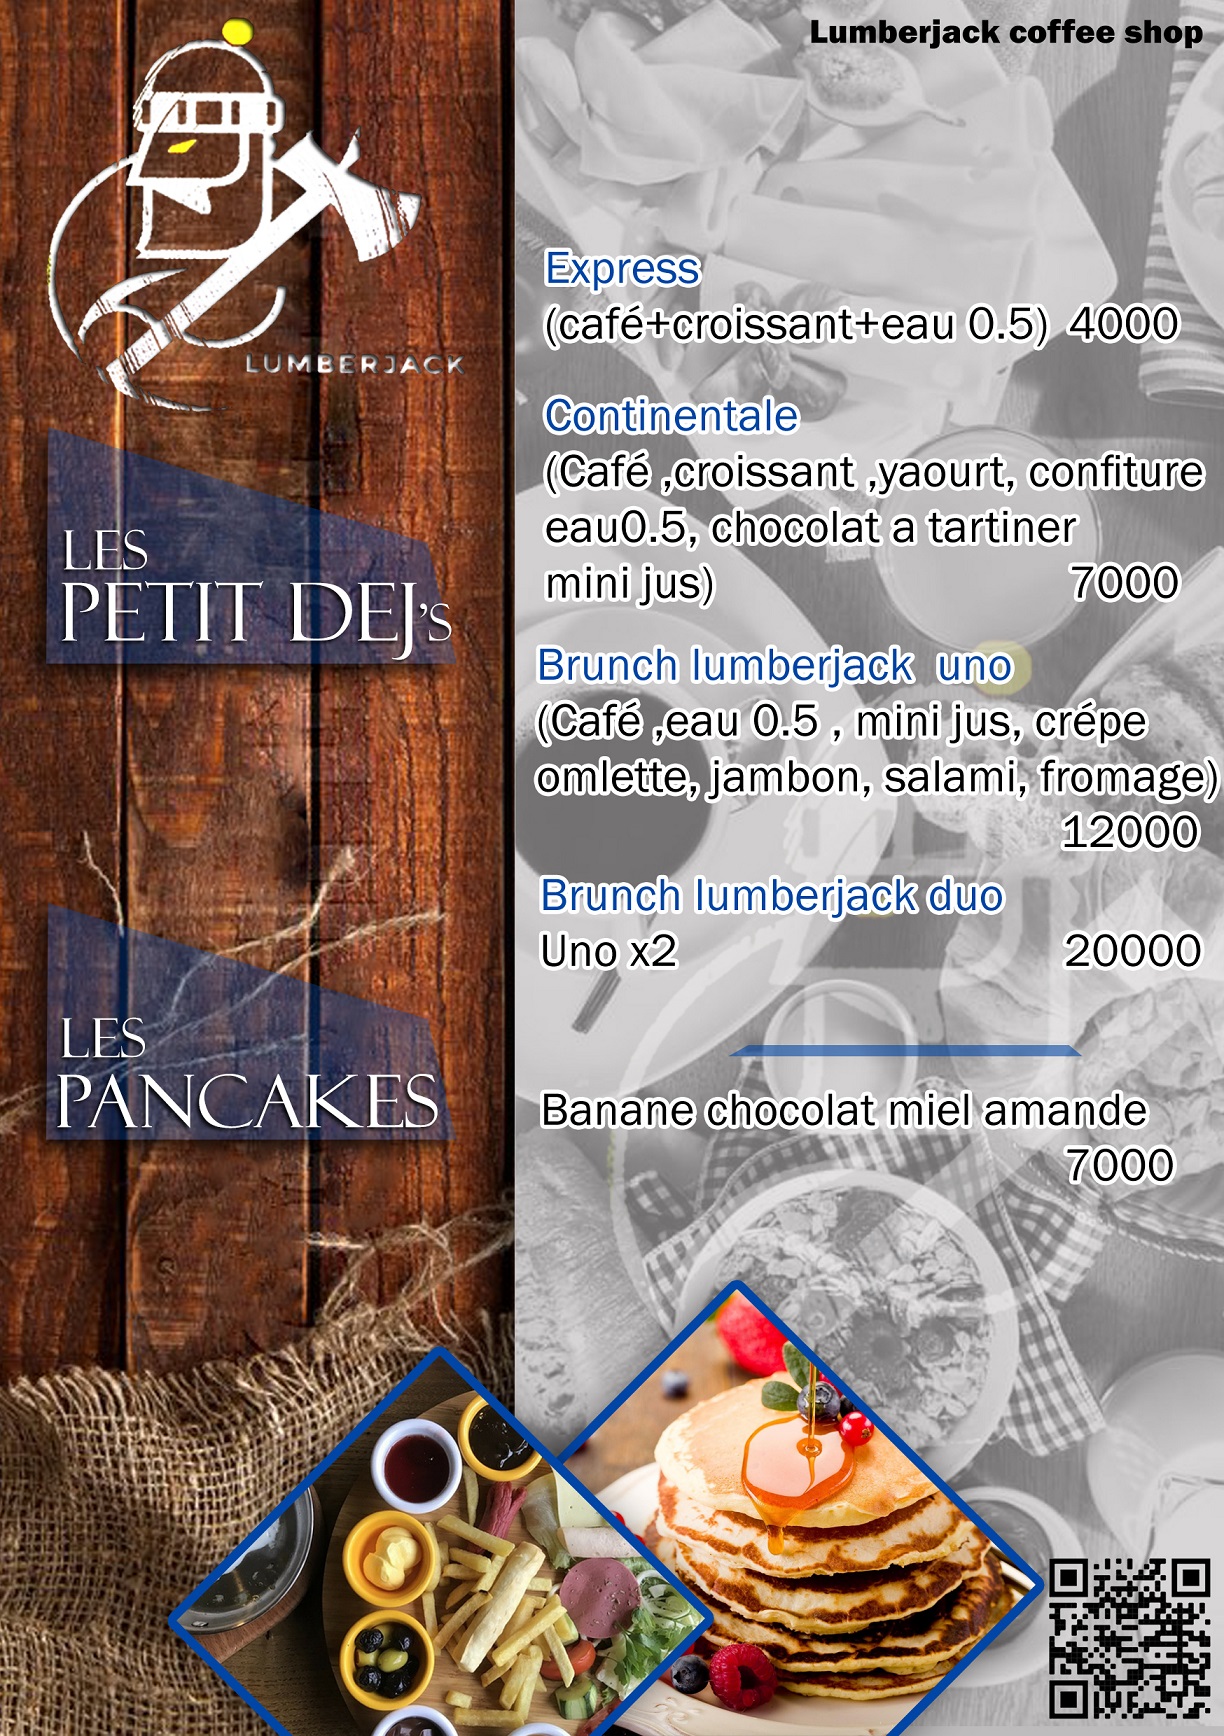 Lumberjack coffee shop
LUMBERJACK
LES
PETIT DEJ'S
Express
(café+croissant+eau 0.5) 4000
Continentale
(Café ,croissant ,yaourt, confiture
eau0.5, chocolat a tartiner
mini jus) 7000
Brunch lumberjack uno
(Café ,eau 0.5 , mini jus, crépe
omlette, jambon, salami, fromage)
12000
Brunch lumberjack duo
Uno x2 20000
LES
PANCAKES
Banane chocolat miel amande
7000